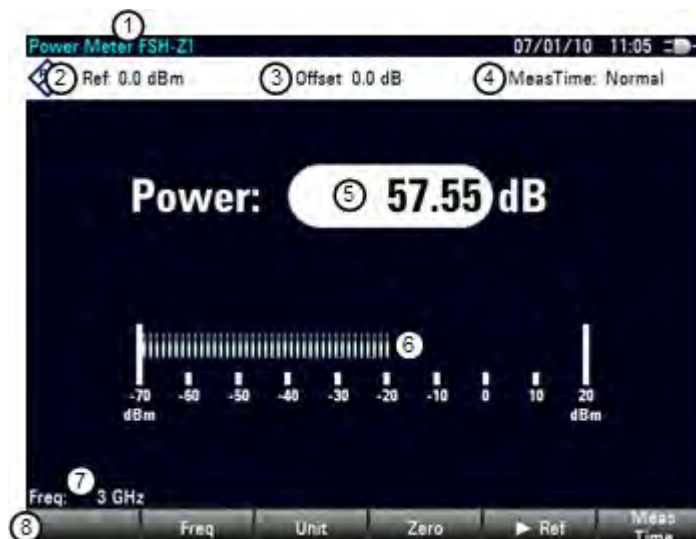 1
Power Meter FSH-Z1 07/01/10 11:05
2 Ref: 0.0 dBm 3 Offset: 0.0 dB 4 MeasTime: Normal
Power: 5 57.55 dB
6
-70 -60 -50 -40 -30 -20 -10 0 10 20
dBm dBm
7
Freq: 3 GHz
8 Freq Unit Zero ► Ref Meas
Time